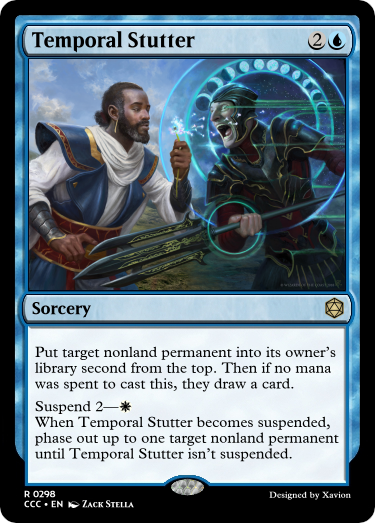 Temporal Stutter 2
Sorcery
Put target nonland permanent into its owner's
library second from the top. Then if no mana
was spent to cast this, they draw a card.
Suspend 2—
When Temporal Stutter becomes suspended,
phase out up to one target nonland permanent
until Temporal Stutter isn't suspended.
R 0298
CCC • EN Zack Stella
Designed by Xavion